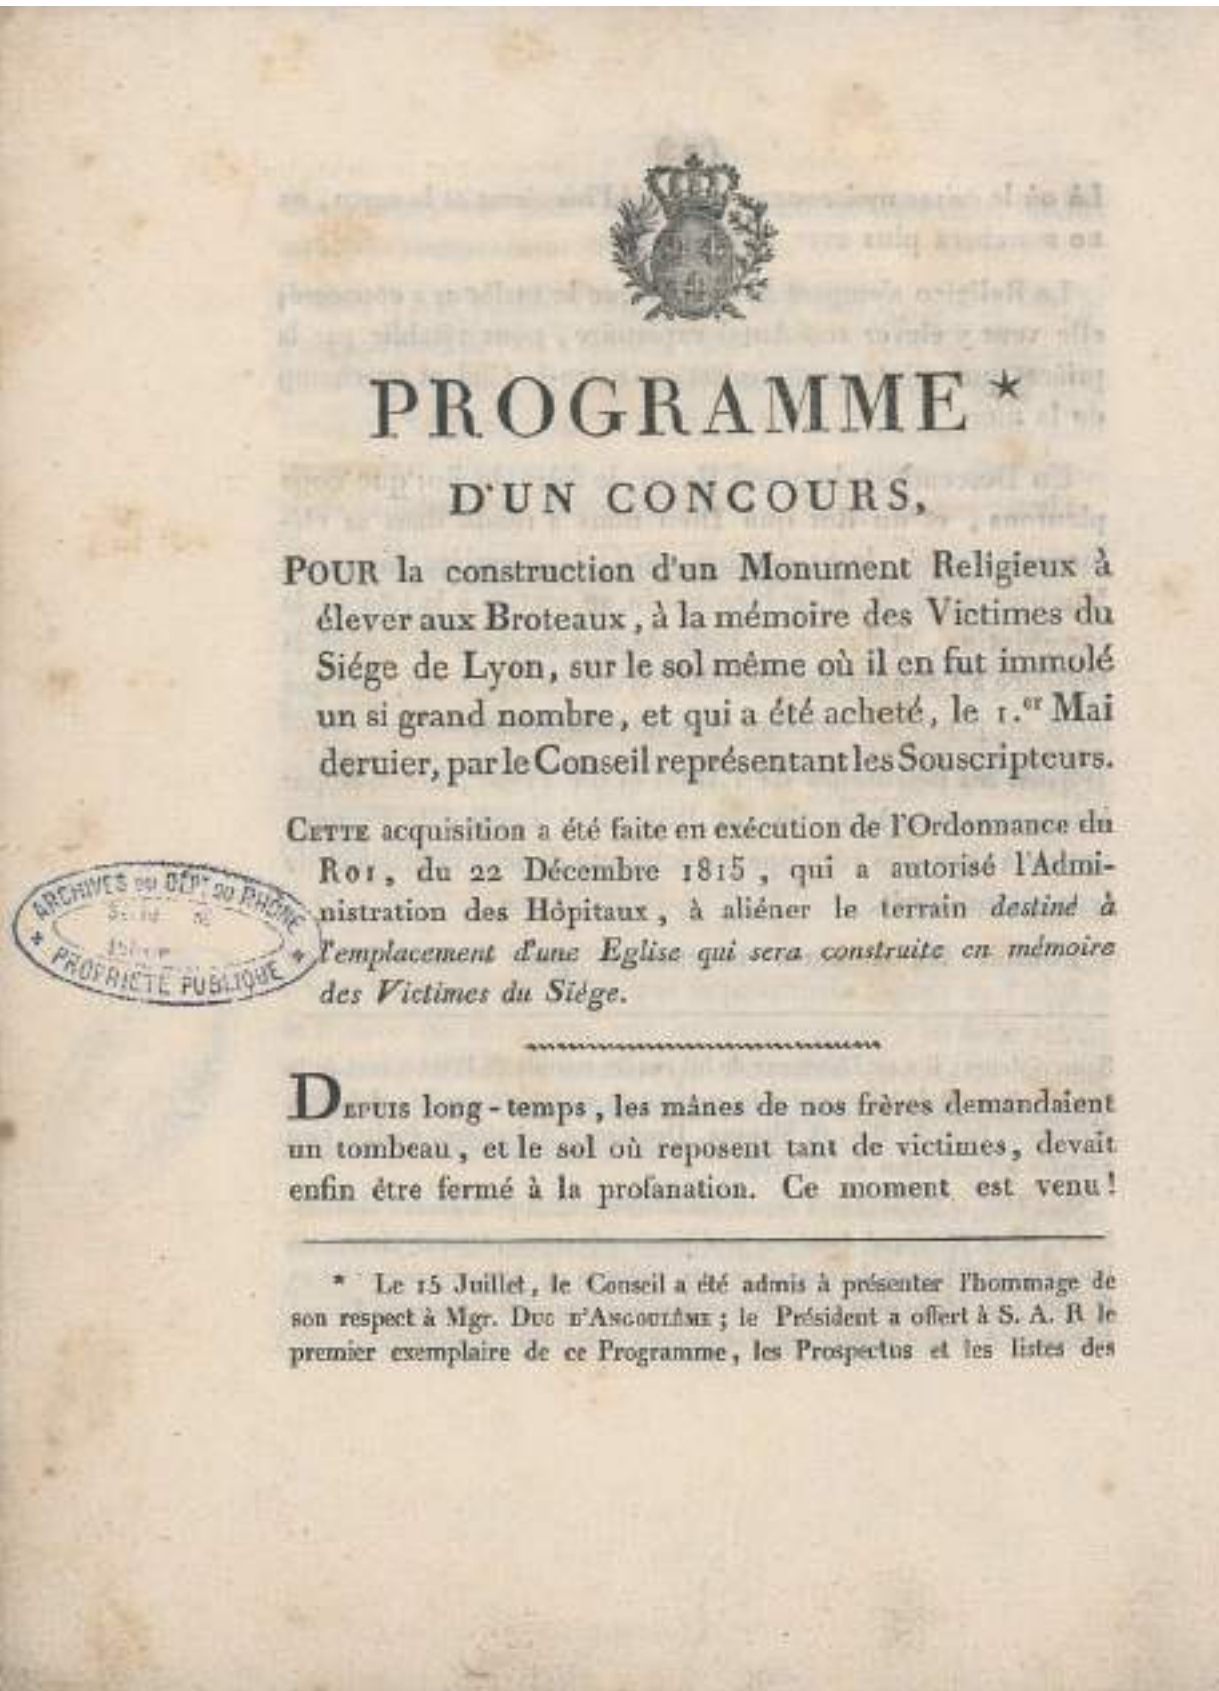 PROGRAMME *
D'UN CONCOURS,
POUR la construction d'un Monument Religieux à
élever aux Broteaux, à la mémoire des Victimes du
Siége de Lyon, sur le sol même où il en fut immolé
un si grand nombre, et qui a été acheté, le 1.er Mai
dernier, par le Conseil représentant les Souscripteurs.
CETTE acquisition a été faite en exécution de l'Ordonnance du
ROI, du 22 Décembre 1815, qui a autorisé l'Admi-
nistration des Hôpitaux, à aliéner le terrain destiné à
l'emplacement d'une Eglise qui sera construite en mémoire
des Victimes du Siége.
ARCHIVES DU DÉPT DU RHÔNE
* PROPRIÉTÉ PUBLIQUE *
DEPUIS long-temps, les mânes de nos frères demandaient
un tombeau, et le sol où reposent tant de victimes, devait
enfin être fermé à la profanation. Ce moment est venu!
* Le 15 Juillet, le Conseil a été admis à présenter l'hommage de
son respect à Mgr. DUC D'ANGOULÊME; le Président a offert à S. A. R le
premier exemplaire de ce Programme, les Prospectus et les listes des